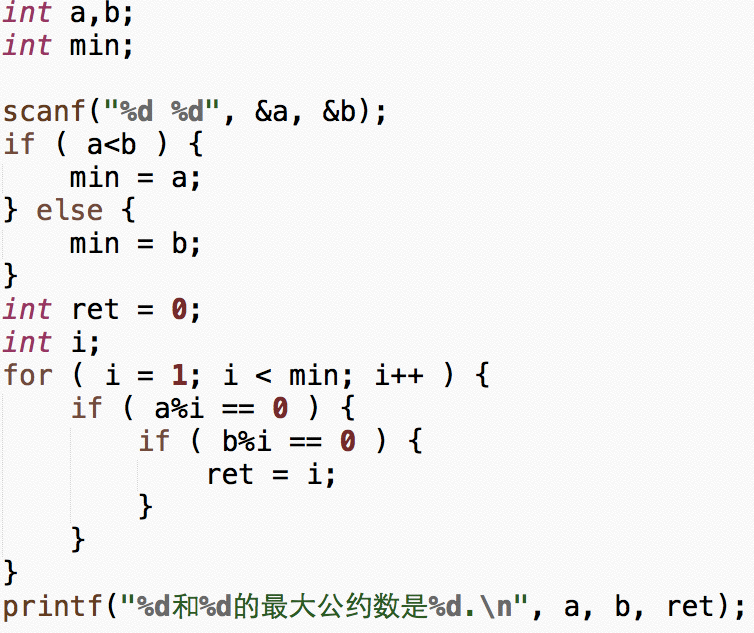 int a,b;
int min;
scanf("%d %d", &a, &b);
if ( a<b ) {
min = a;
} else {
min = b;
}
int ret = 0;
int i;
for ( i = 1; i < min; i++ ) {
if ( a%i == 0 ) {
if ( b%i == 0 ) {
ret = i;
}
}
}
printf("%d和%d的最大公约数是%d.\n", a, b, ret);